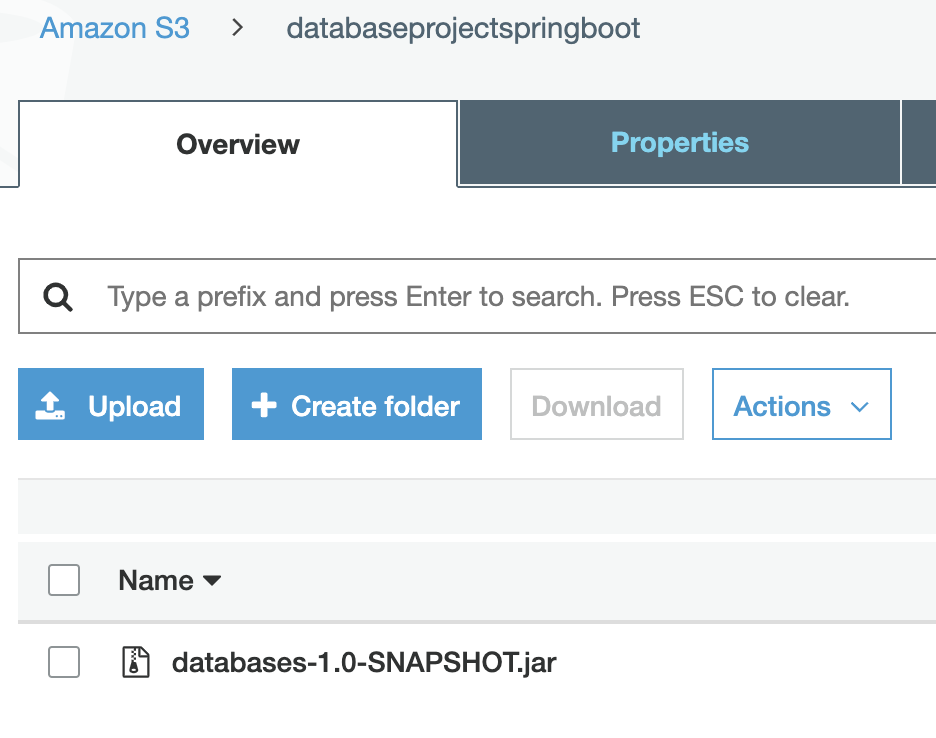 Amazon S3 > databaseprojectspringboot
Overview Properties
Type a prefix and press Enter to search. Press ESC to clear.
Upload Create folder Download Actions
Name
databases-1.0-SNAPSHOT.jar